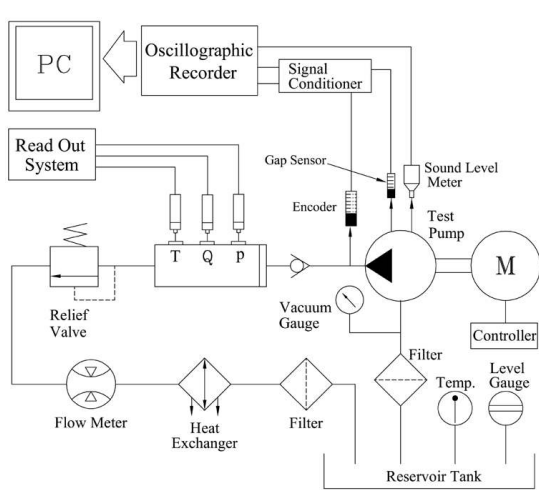 PC
Oscillographic
Recorder
Signal
Conditioner
Read Out
System
Gap Sensor
Sound Level
Meter
Encoder
Test
Pump
T
Q
p
M
Relief
Valve
Vacuum
Gauge
Controller
Filter
Temp.
Level
Gauge
Flow Meter
Heat
Exchanger
Filter
Reservoir Tank